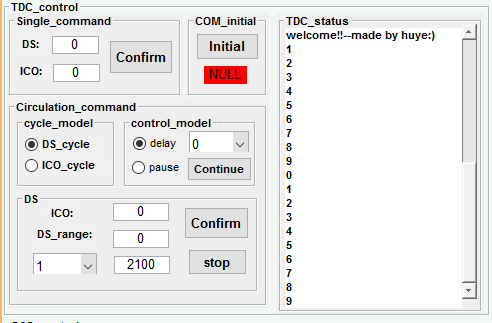 TDC_control
Single_command
DS:
0
ICO:
0
Confirm
COM_initial
Initial
NULL
Circulation_command
cycle_model
DS_cycle
ICO_cycle
control_model
delay
0
pause
Continue
DS
ICO:
0
DS_range:
0
Confirm
1
2100
stop
TDC_status
welcome!!--made by huye:)
1
2
3
4
5
6
7
8
9
0
1
2
3
4
5
6
7
8
9